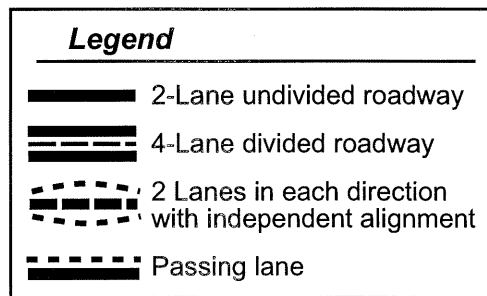 Legend
2-Lane undivided roadway
4-Lane divided roadway
2 Lanes in each direction
with independent alignment
Passing lane